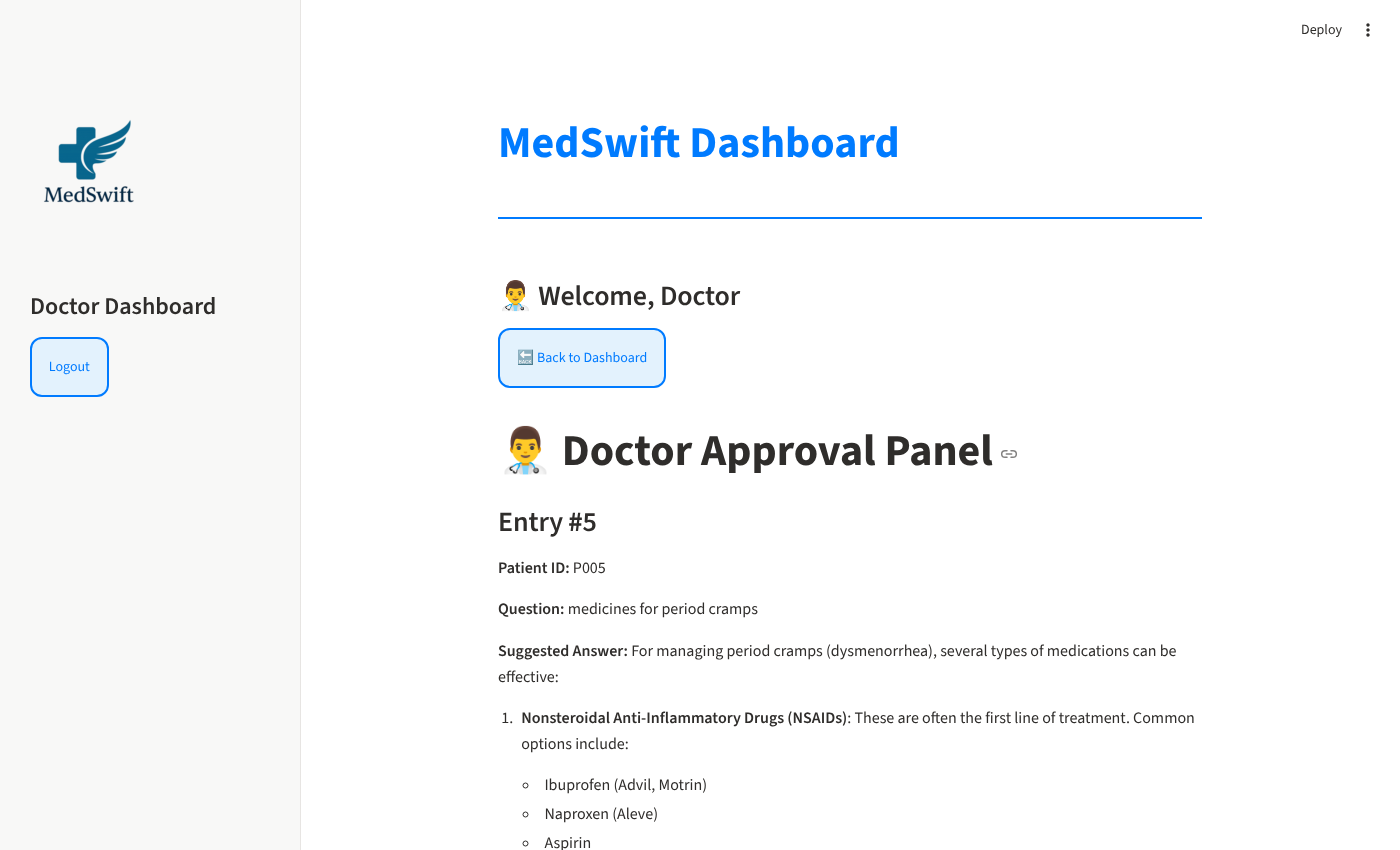 Deploy
MedSwift
Doctor Dashboard
Logout
MedSwift Dashboard
👨‍⚕️ Welcome, Doctor
🔙 Back to Dashboard
👨‍⚕️ Doctor Approval Panel
Entry #5
Patient ID: P005
Question: medicines for period cramps
Suggested Answer: For managing period cramps (dysmenorrhea), several types of medications can be
effective:
1. Nonsteroidal Anti-Inflammatory Drugs (NSAIDs): These are often the first line of treatment. Common
options include:
Ibuprofen (Advil, Motrin)
Naproxen (Aleve)
Aspirin